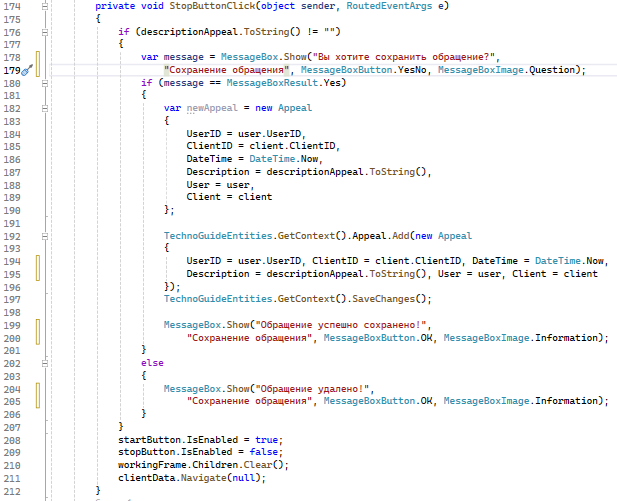 174 private void StopButtonClick(object sender, RoutedEventArgs e)
175 {
176 if (descriptionAppeal.ToString() != "")
177 {
178 var message = MessageBox.Show("Вы хотите сохранить обращение?",
179 "Сохранение обращения", MessageBoxButton.YesNo, MessageBoxImage.Question);
180 if (message == MessageBoxResult.Yes)
181 {
182 var newAppeal = new Appeal
183 {
184 UserID = user.UserID,
185 ClientID = client.ClientID,
186 DateTime = DateTime.Now,
187 Description = descriptionAppeal.ToString(),
188 User = user,
189 Client = client
190 };
191
192 TechnoGuideEntities.GetContext().Appeal.Add(new Appeal
193 {
194 UserID = user.UserID, ClientID = client.ClientID, DateTime = DateTime.Now,
195 Description = descriptionAppeal.ToString(), User = user, Client = client
196 });
197 TechnoGuideEntities.GetContext().SaveChanges();
198
199 MessageBox.Show("Обращение успешно сохранено!",
200 "Сохранение обращения", MessageBoxButton.OK, MessageBoxImage.Information);
201 }
202 else
203 {
204 MessageBox.Show("Обращение удалено!",
205 "Сохранение обращения", MessageBoxButton.OK, MessageBoxImage.Information);
206 }
207 }
208 startButton.IsEnabled = true;
209 stopButton.IsEnabled = false;
210 workingFrame.Children.Clear();
211 clientData.Navigate(null);
212 }